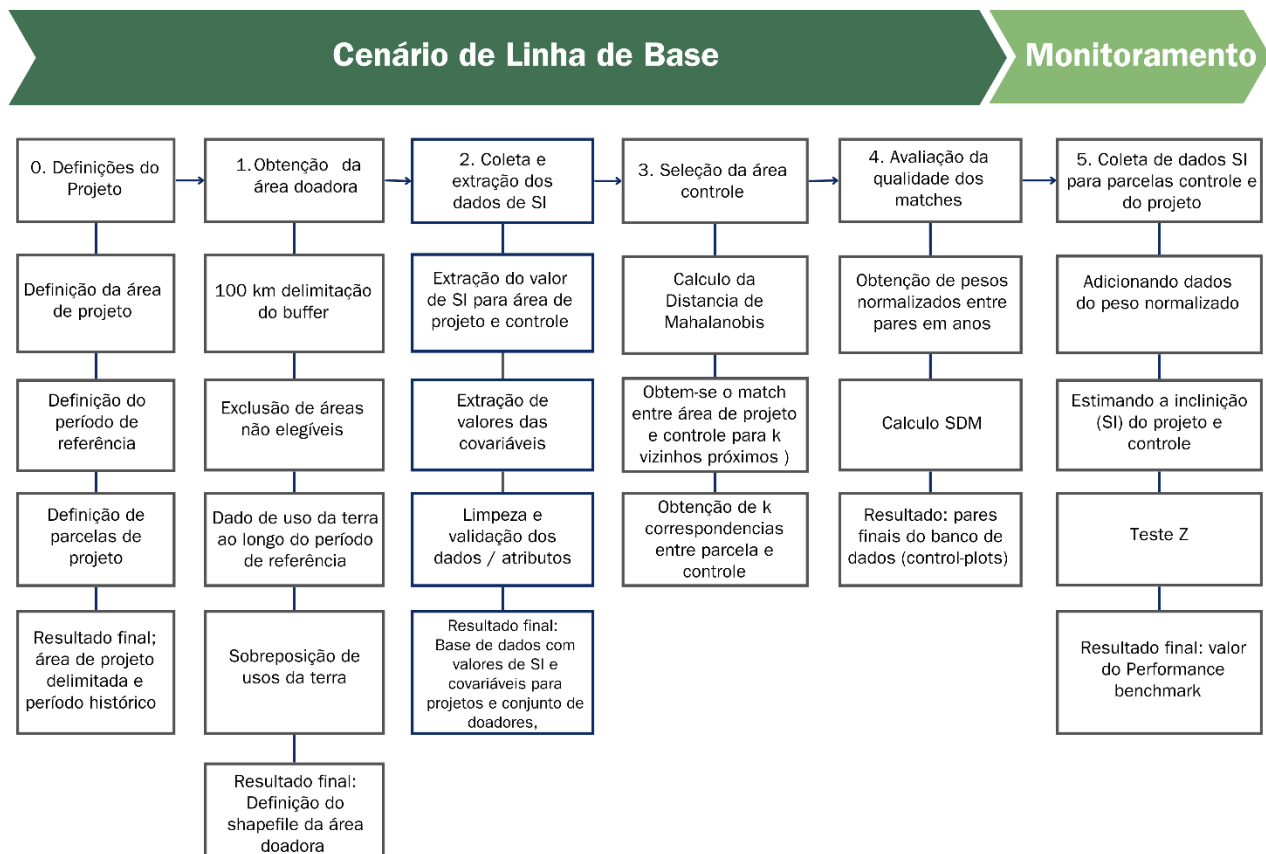 Cenário de Linha de Base
Monitoramento
0. Definições do
Projeto
Definição da área
de projeto
Definição do
período de
referência
Definição de
parcelas de
projeto
Resultado final;
área de projeto
delimitada e
período histórico
1.Obtenção da
área doadora
100 km delimitação
do buffer
Exclusão de áreas
não elegíveis
Dado de uso da terra
ao longo do período
de referência
Sobreposição de
usos da terra
Resultado final:
Definição do
shapefile da área
doadora
2. Coleta e
extração dos
dados de SI
Extração do valor
de SI para área de
projeto e controle
Extração de
valores das
covariáveis
Limpeza e
validação dos
dados / atributos
Resultado final:
Base de dados com
valores de SI e
covariáveis para
projetos e conjunto de
doadores,
3. Seleção da área
controle
Calculo da
Distancia de
Mahalanobis
Obtem-se o match
entre área de projeto
e controle para k
vizinhos próximos )
Obtenção de k
correspondencias
entre parcela e
controle
4. Avaliação da
qualidade dos
matches
Obtenção de pesos
normalizados entre
pares em anos
Calculo SDM
Resultado: pares
finais do banco de
dados (control-plots)
5. Coleta de dados SI
para parcelas controle e
do projeto
Adicionando dados
do peso normalizado
Estimando a inclinição
(SI) do projeto e
controle
Teste Z
Resultado final: valor
do Performance
benchmark